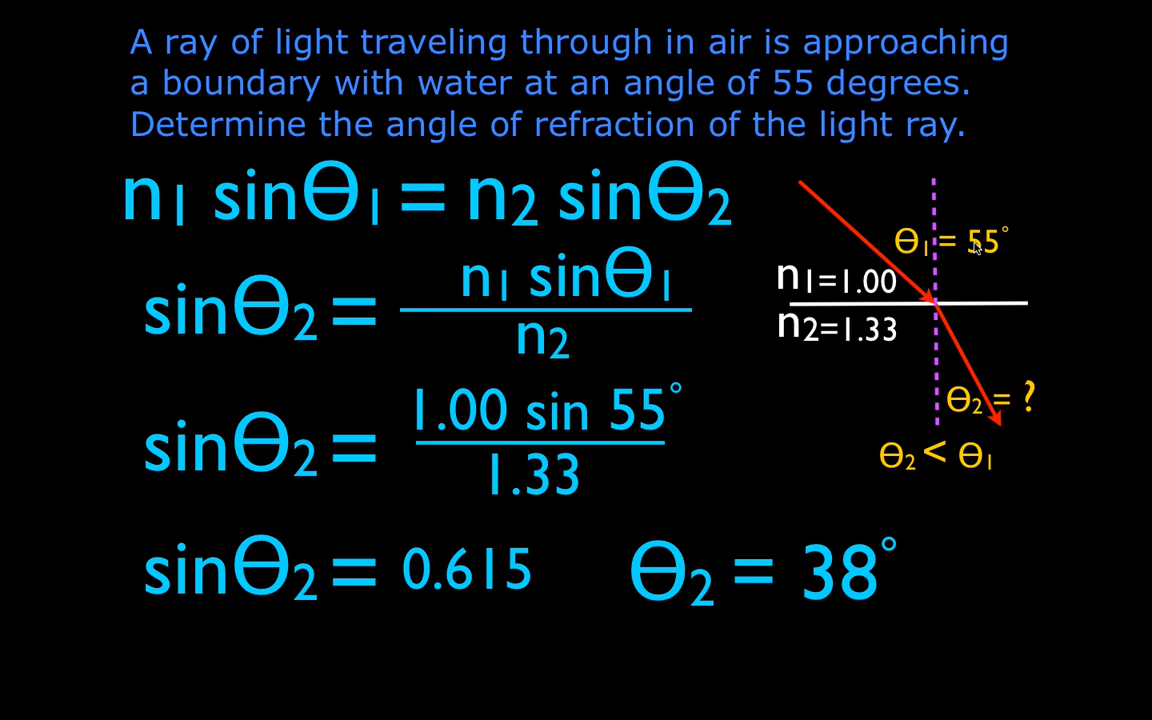 A ray of light traveling through in air is approaching
a boundary with water at an angle of 55 degrees.
Determine the angle of refraction of the light ray.
n1 sinϴ1 = n2 sinϴ2
sinϴ2 = n1 sinϴ1
n2
sinϴ2 = 1.00 sin 55°
1.33
sinϴ2 = 0.615
ϴ2 = 38°
ϴ1 = 55°
n1=1.00
n2=1.33
ϴ2 = ?
ϴ2 < ϴ1